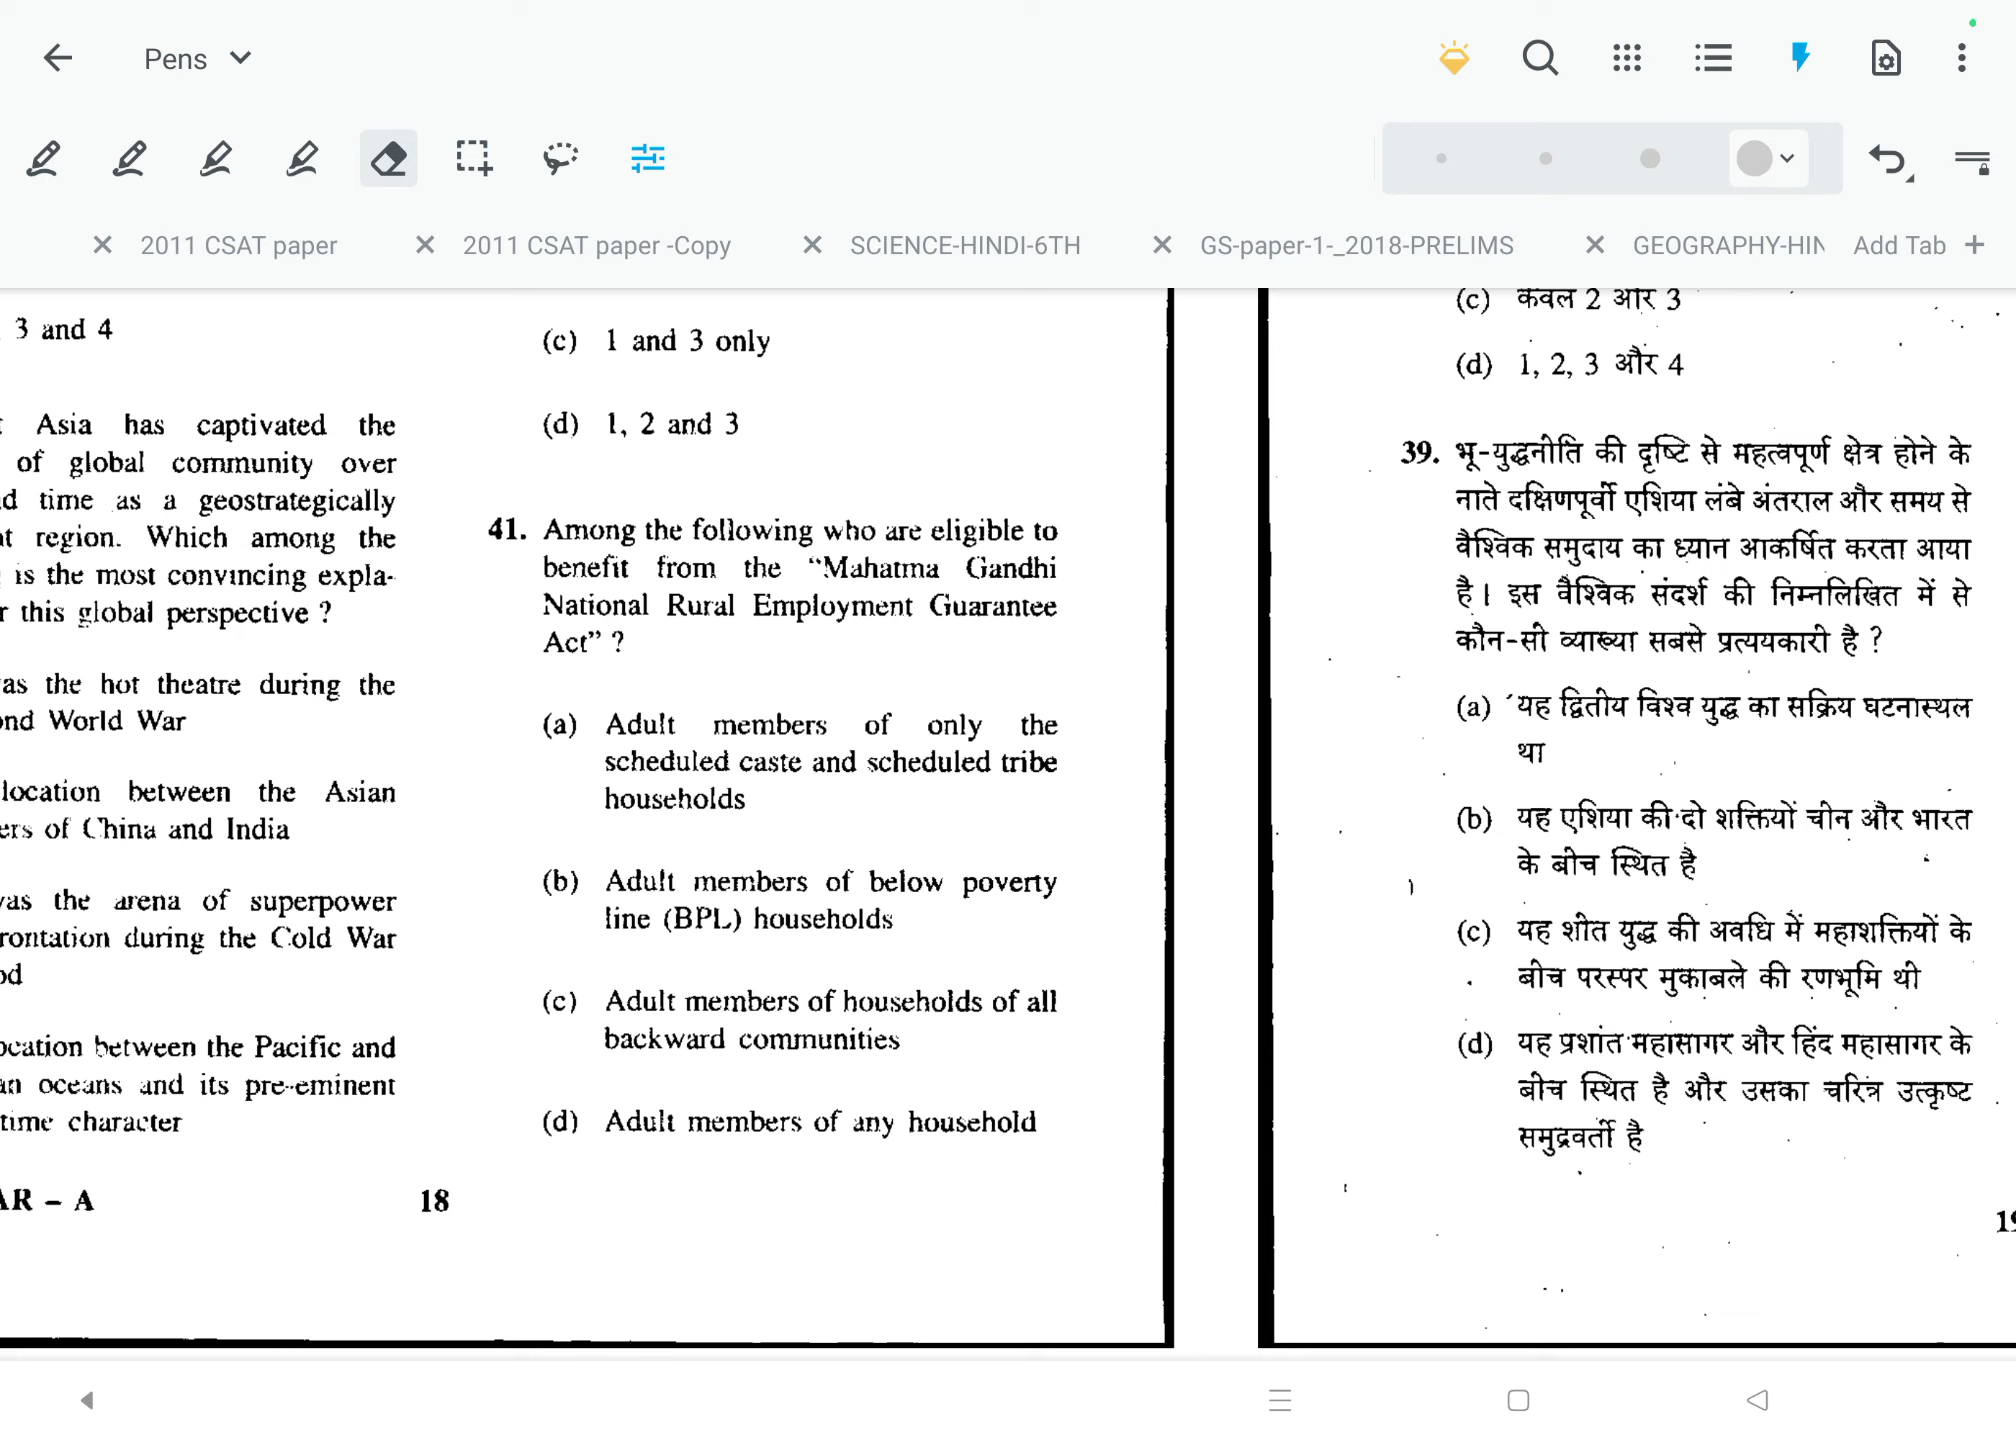 Pens
2011 CSAT paper
2011 CSAT paper -Copy
SCIENCE-HINDI-6TH
GS-paper-1-_2018-PRELIMS
GEOGRAPHY-HIN
Add Tab +
3 and 4
Asia has captivated the
of global community over
time as a geostrategically
region. Which among the
is the most convincing expla-
this global perspective ?
the hot theatre during the
World War
location between the Asian
of China and India
the arena of superpower
during the Cold War
between the Pacific and
oceans and its pre-eminent
character
– A
18
(c) 1 and 3 only
(d) 1, 2 and 3
41. Among the following who are eligible to
benefit from the “Mahatma Gandhi
National Rural Employment Guarantee
Act” ?
(a) Adult members of only the
scheduled caste and scheduled tribe
households
(b) Adult members of below poverty
line (BPL) households
(c) Adult members of households of all
backward communities
(d) Adult members of any household
(c) केवल 2 और 3
(d) 1, 2, 3 और 4
39. भू-युद्धनीति की दृष्टि से महत्वपूर्ण क्षेत्र होने के
नाते दक्षिणपूर्वी एशिया लंबे अंतराल और समय से
वैश्विक समुदाय का ध्यान आकर्षित करता आया
है। इस वैश्विक संदर्श की निम्नलिखित में से
कौन-सी व्याख्या सबसे प्रत्ययकारी है ?
(a) यह द्वितीय विश्व युद्ध का सक्रिय घटनास्थल
था
(b) यह एशिया की दो शक्तियों चीन और भारत
के बीच स्थित है
(c) यह शीत युद्ध की अवधि में महाशक्तियों के
बीच परस्पर मुकाबले की रणभूमि थी
(d) यह प्रशांत महासागर और हिंद महासागर के
बीच स्थित है और उसका चरित्र उत्कृष्ट
समुद्रवर्ती है